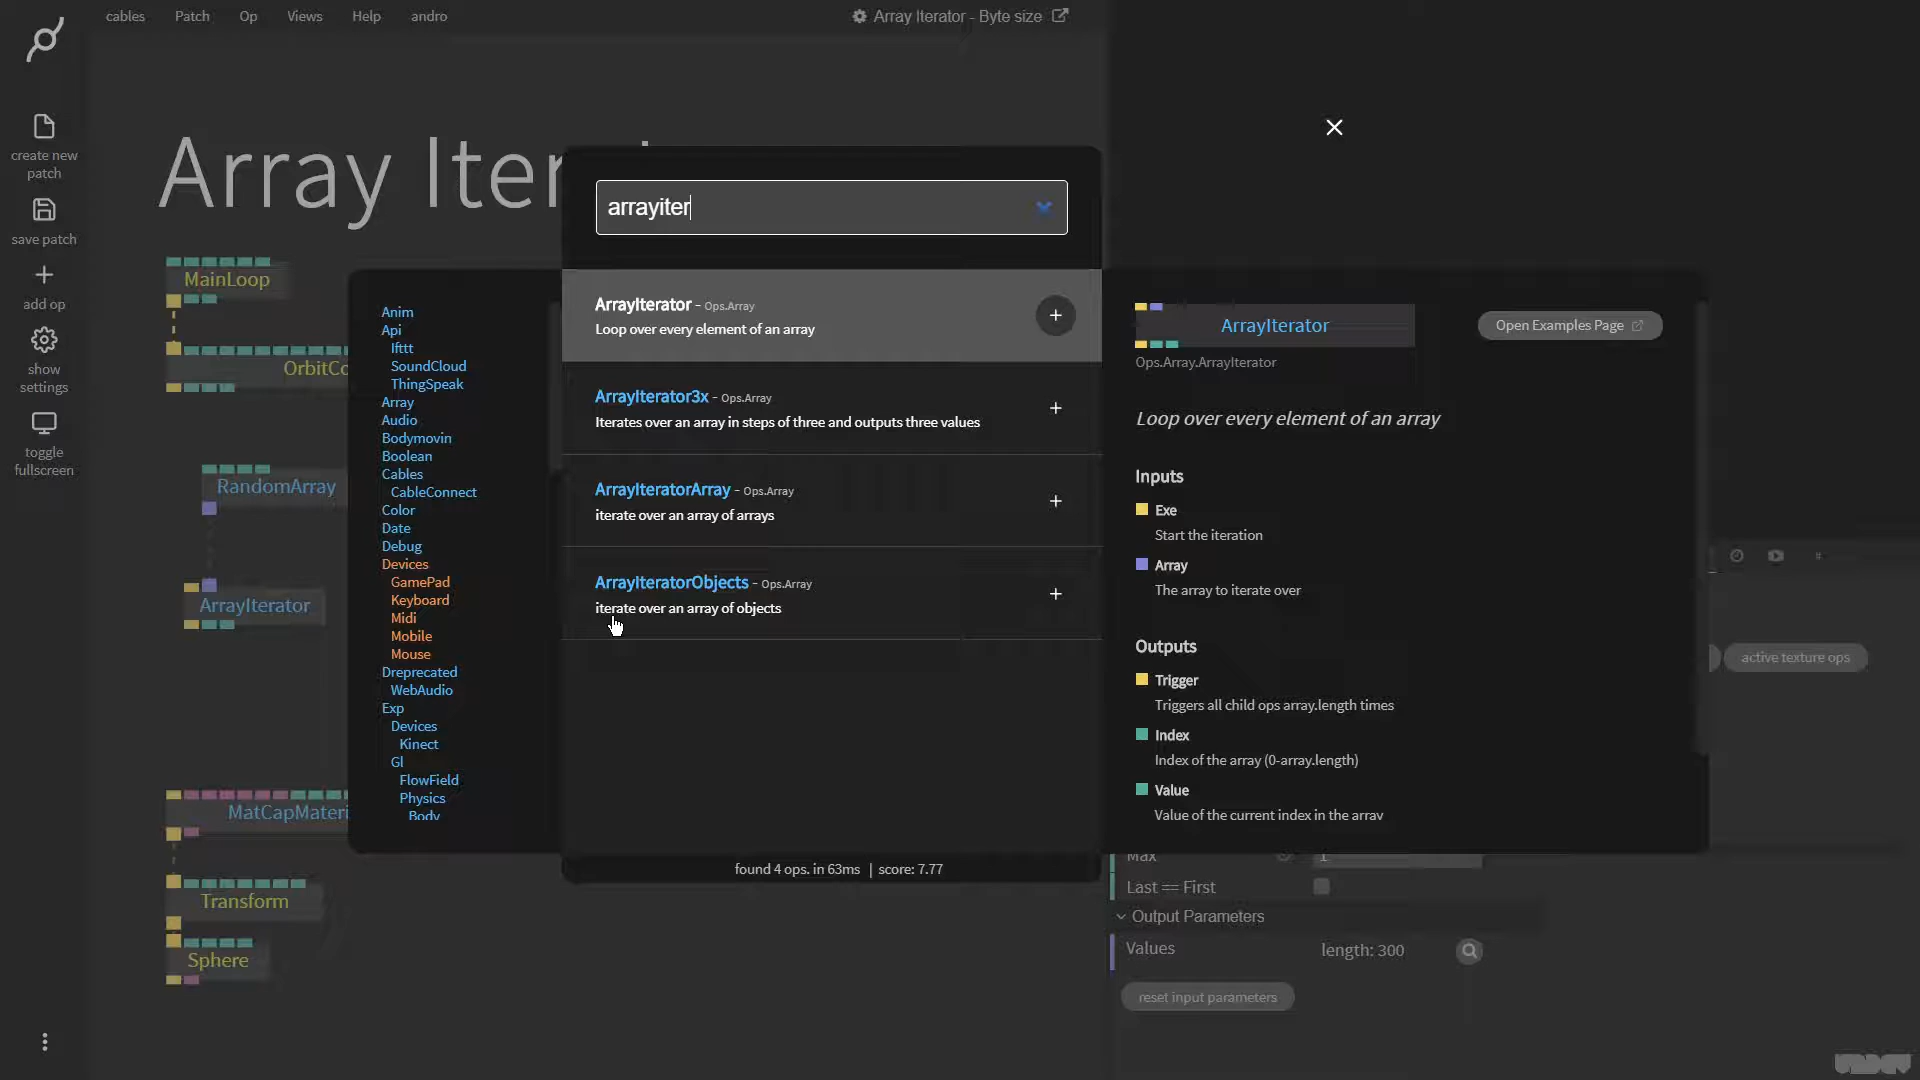 cables Patch Op Views Help andro
Array Iterator - Byte size
create new
patch
save patch
add op
show
settings
toggle
fullscreen
Array Iter
MainLoop
OrbitCo
RandomArray
ArrayIterator
MatCapMateri
Transform
Sphere
arrayiter
Anim
Api
Ifttt
SoundCloud
ThingSpeak
Array
Audio
Bodymovin
Boolean
Cables
CableConnect
Color
Date
Debug
Devices
GamePad
Keyboard
Midi
Mobile
Mouse
Dreprecated
WebAudio
Exp
Devices
Kinect
Gl
FlowField
Physics
Body
ArrayIterator - Ops.Array
Loop over every element of an array
ArrayIterator3x - Ops.Array
Iterates over an array in steps of three and outputs three values
ArrayIteratorArray - Ops.Array
iterate over an array of arrays
ArrayIteratorObjects - Ops.Array
iterate over an array of objects
found 4 ops. in 63ms | score: 7.77
ArrayIterator
Open Examples Page
Ops.Array.ArrayIterator
Loop over every element of an array
Inputs
Exe
Start the iteration
Array
The array to iterate over
Outputs
Trigger
Triggers all child ops array.length times
Index
Index of the array (0-array.length)
Value
Value of the current index in the array
active texture ops
Max 1
Last == First
Output Parameters
Values length: 300
reset input parameters